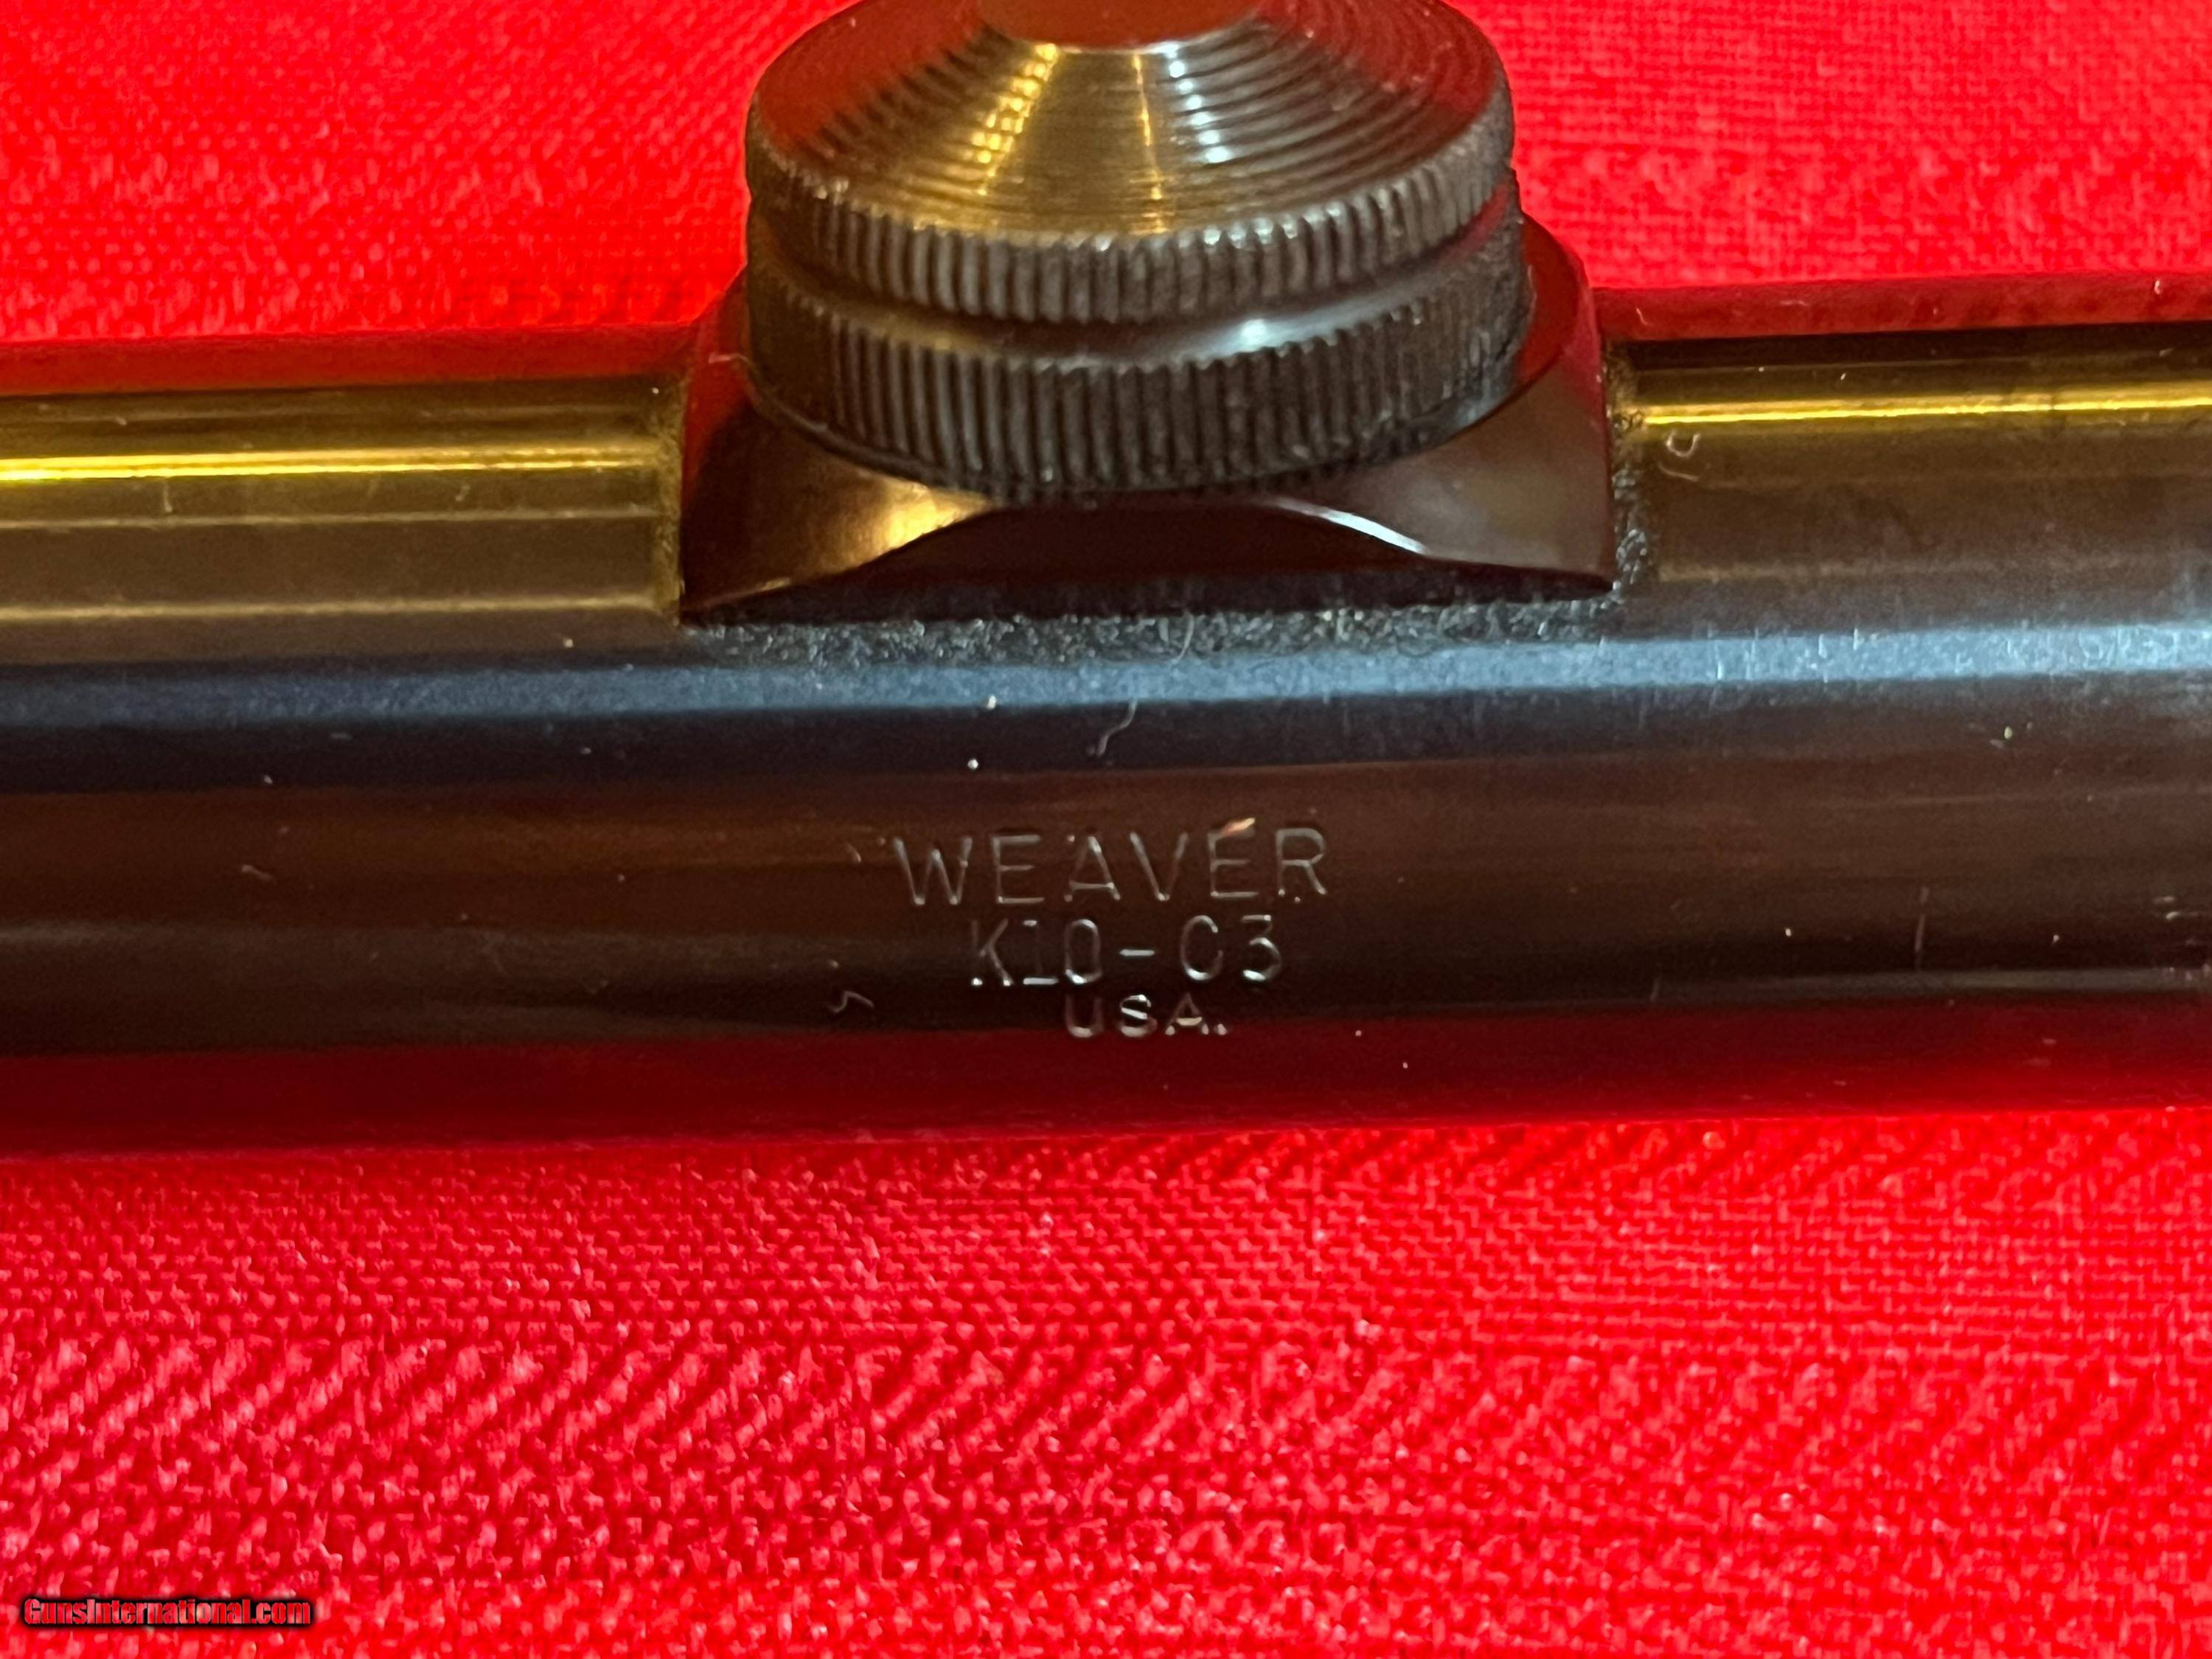 WEAVER
K10-C3
USA.
GunsInternational.com